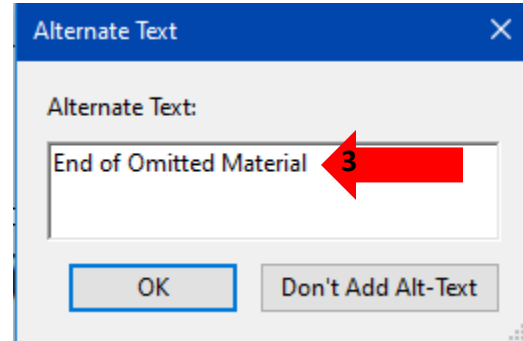 Alternate Text
Alternate Text:
End of Omitted Material 3
OK Don't Add Alt-Text